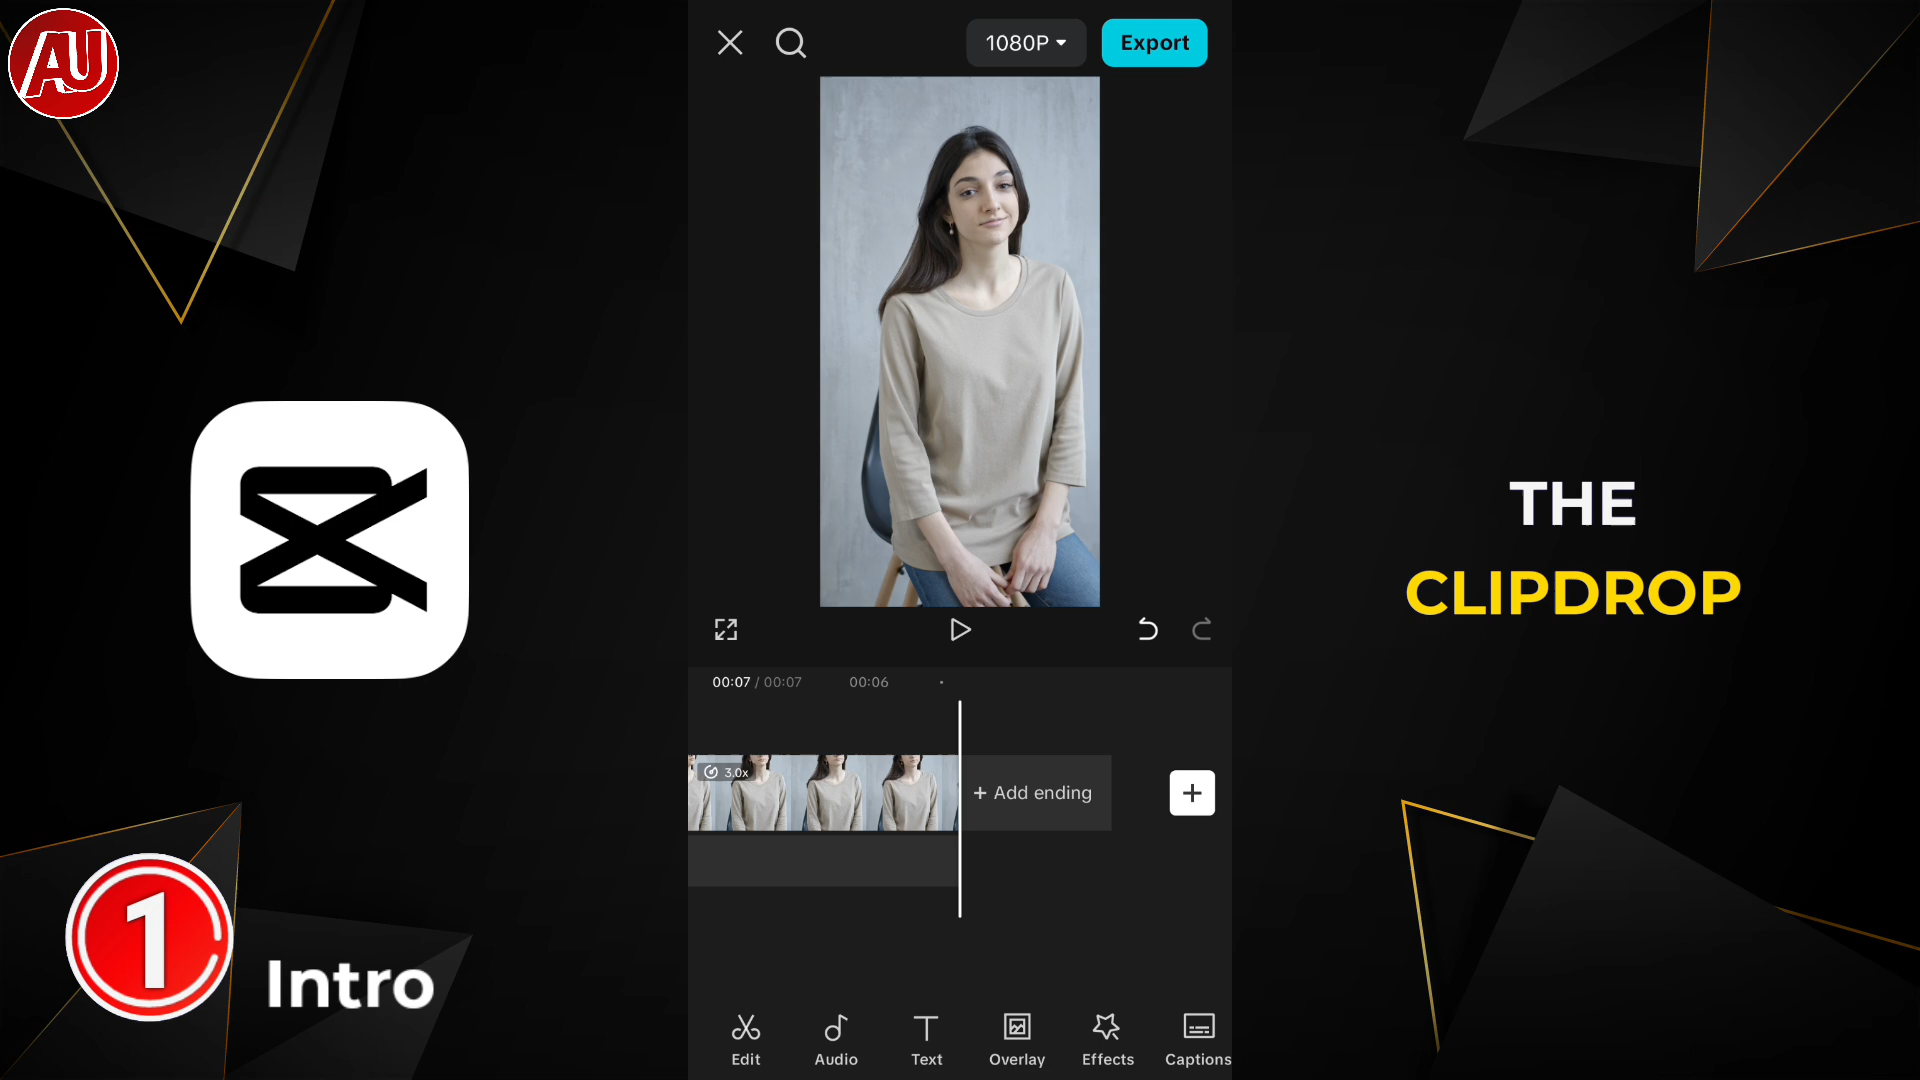 AU
1080P
Export
THE
CLIPDROP
00:07 / 00:07
00:06
3.0x
+ Add ending
+
1
Intro
Edit
Audio
Text
Overlay
Effects
Captions